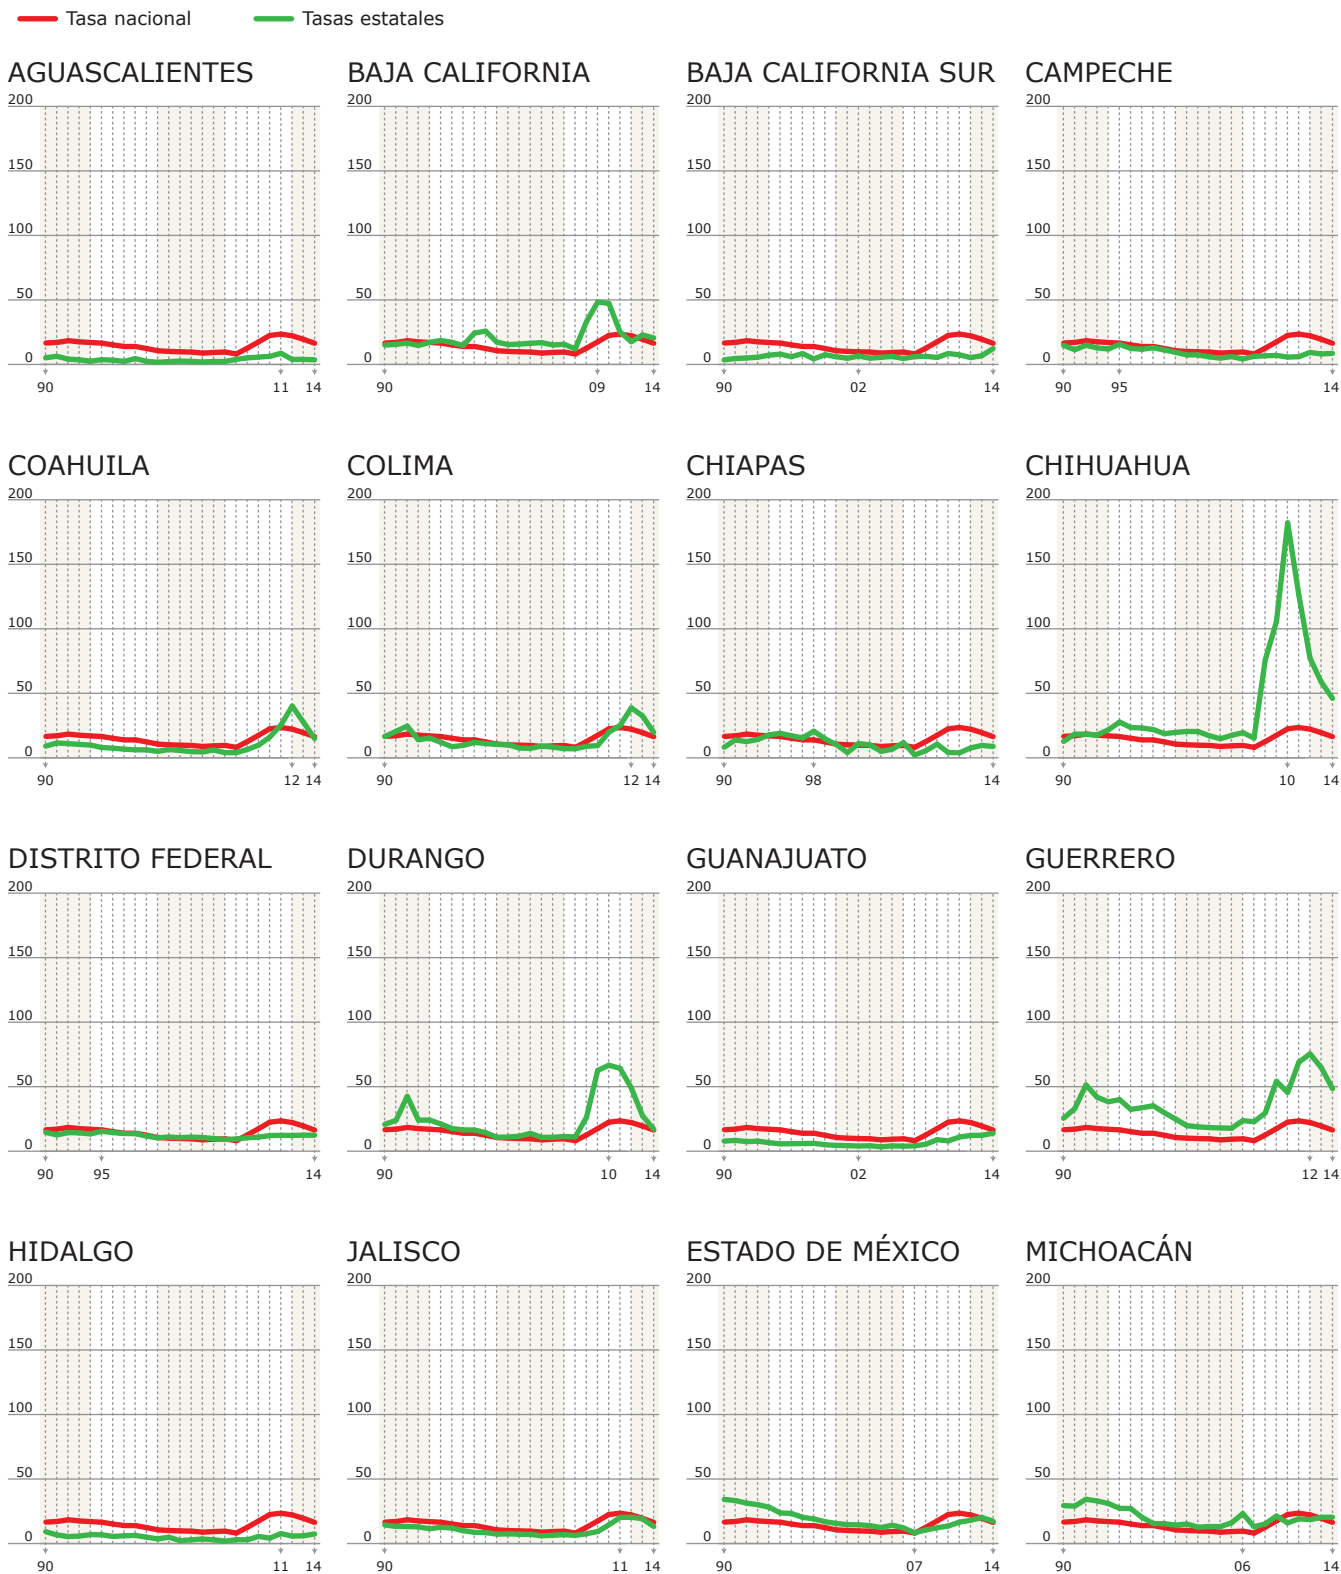 Tasa nacional Tasas estatales
AGUASCALIENTES BAJA CALIFORNIA BAJA CALIFORNIA SUR CAMPECHE
200 200 200 200
150 150 150 150
100 100 100 100
50 50 50 50
0 0 0 0
90 11 14 90 09 14 90 02 14 90 95 14
COAHUILA COLIMA CHIAPAS CHIHUAHUA
200 200 200 200
150 150 150 150
100 100 100 100
50 50 50 50
0 0 0 0
90 12 14 90 12 14 90 98 14 90 10 14
DISTRITO FEDERAL DURANGO GUANAJUATO GUERRERO
200 200 200 200
150 150 150 150
100 100 100 100
50 50 50 50
0 0 0 0
90 95 14 90 10 14 90 02 14 90 12 14
HIDALGO JALISCO ESTADO DE MÉXICO MICHOACÁN
200 200 200 200
150 150 150 150
100 100 100 100
50 50 50 50
0 0 0 0
90 11 14 90 11 14 90 07 14 90 06 14